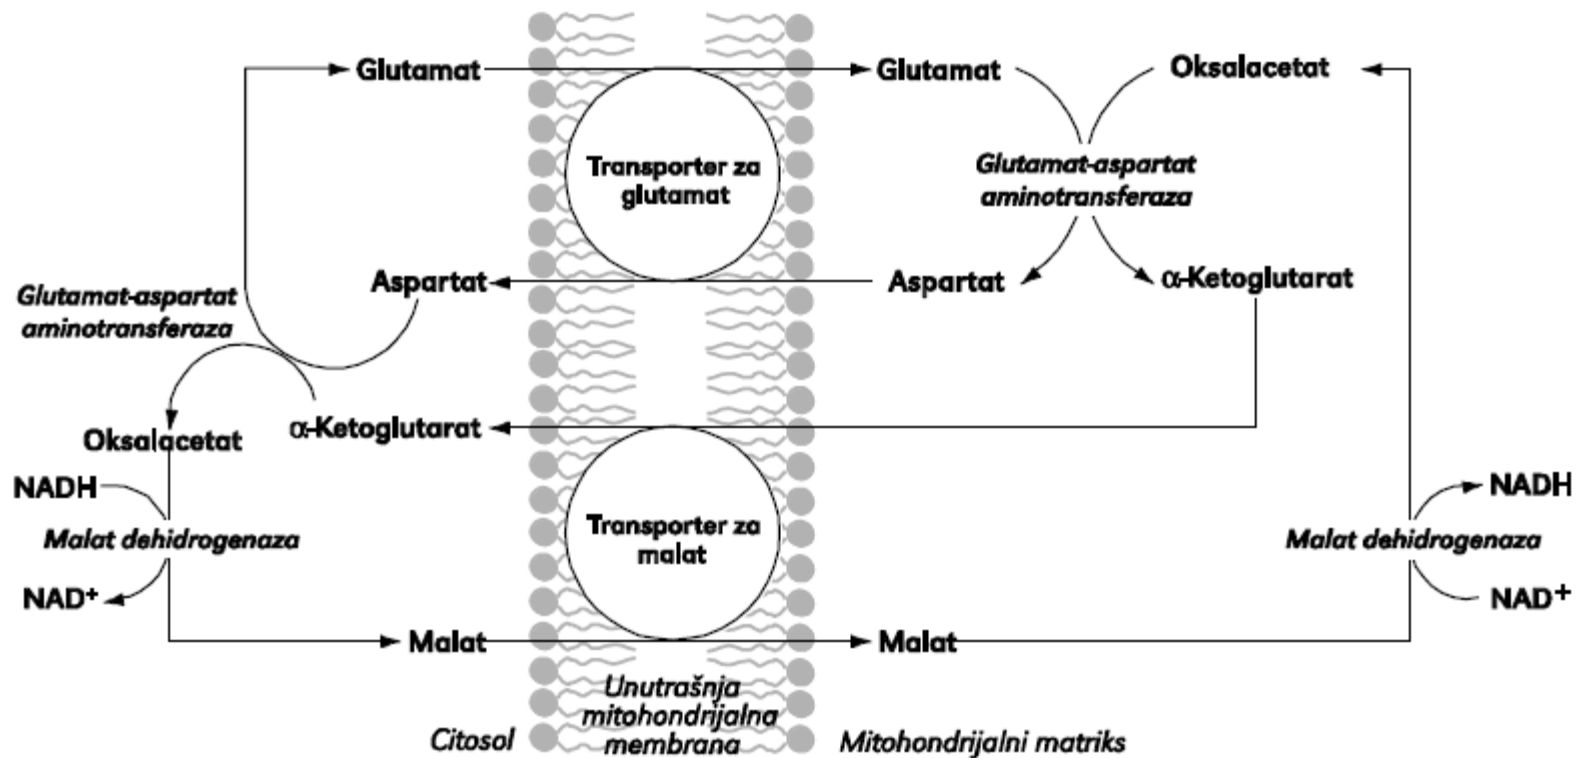 Glutamat
Glutamat
Oksalacetat
Transporter za
glutamat
Glutamat-aspartat
aminotransferaza
Aspartat
Aspartat
α-Ketoglutarat
Glutamat-aspartat
aminotransferaza
Oksalacetat
α-Ketoglutarat
NADH
NADH
Transporter za
malat
Malat dehidrogenaza
Malat dehidrogenaza
NAD⁺
NAD⁺
Malat
Malat
Unutrašnja
mitohondrijalna
membrana
Citosol
Mitohondrijalni matriks